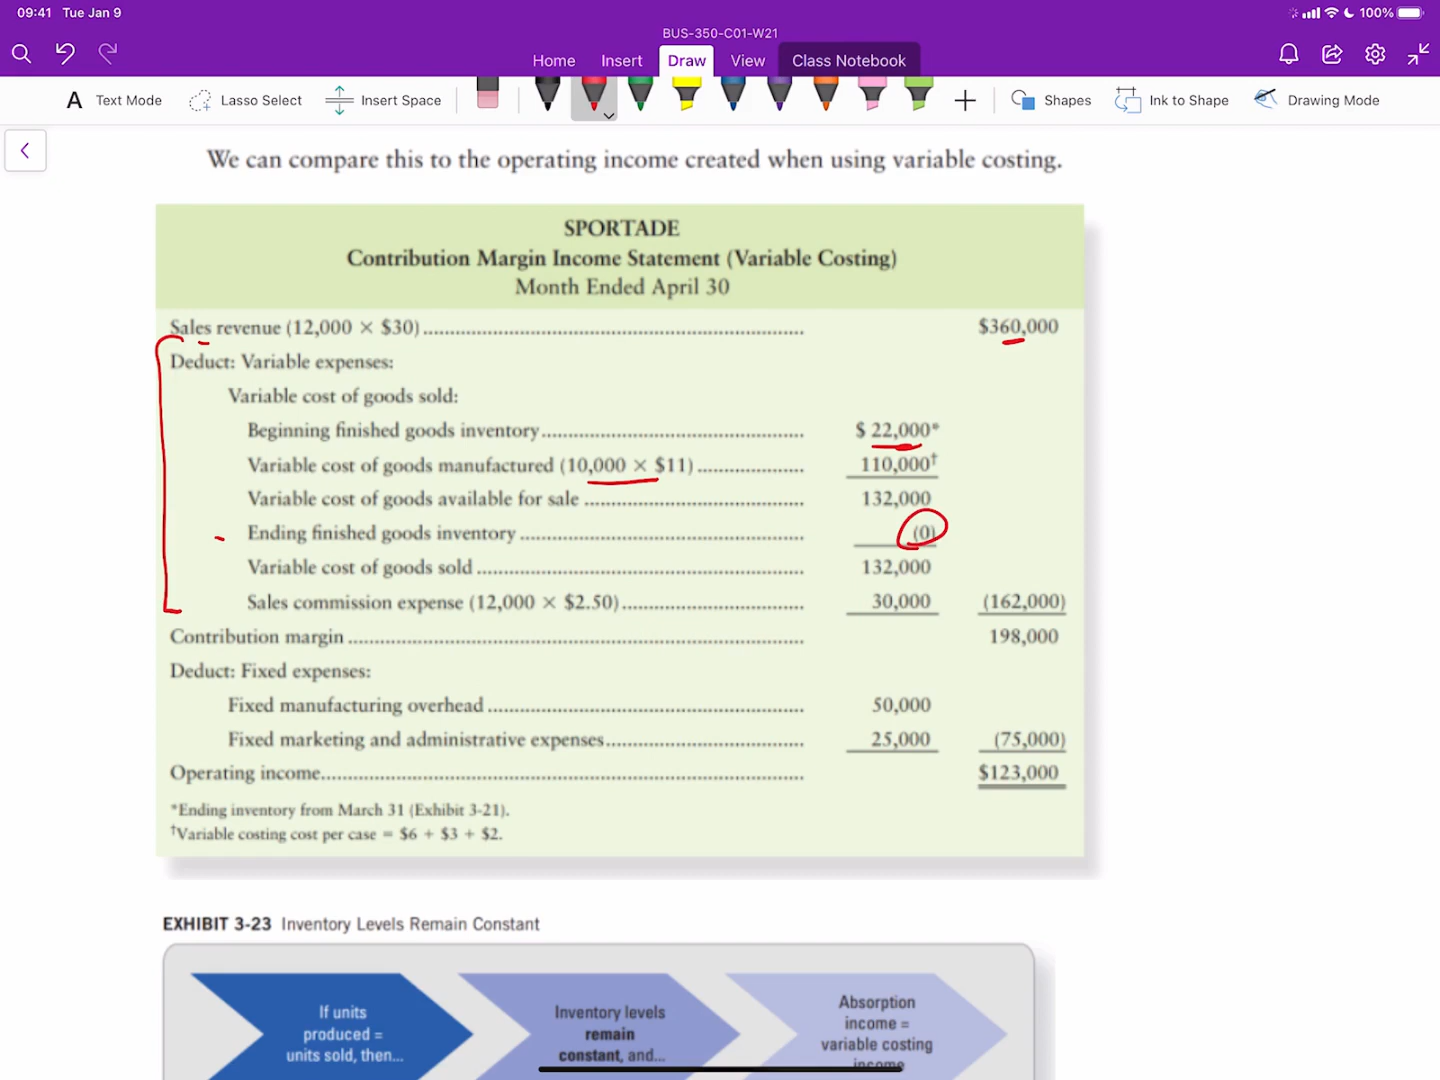 09:41 Tue Jan 9
100%
BUS-350-C01-W21
Home Insert Draw View Class Notebook
A Text Mode Lasso Select Insert Space Shapes Ink to Shape Drawing Mode
We can compare this to the operating income created when using variable costing.
SPORTADE
Contribution Margin Income Statement (Variable Costing)
Month Ended April 30
Sales revenue (12,000 × $30) $360,000
Deduct: Variable expenses:
Variable cost of goods sold:
Beginning finished goods inventory $ 22,000*
Variable cost of goods manufactured (10,000 × $11) 110,000†
Variable cost of goods available for sale 132,000
Ending finished goods inventory (0)
Variable cost of goods sold 132,000
Sales commission expense (12,000 × $2.50) 30,000 (162,000)
Contribution margin 198,000
Deduct: Fixed expenses:
Fixed manufacturing overhead 50,000
Fixed marketing and administrative expenses 25,000 (75,000)
Operating income $123,000
*Ending inventory from March 31 (Exhibit 3-21).
†Variable costing cost per case = $6 + $3 + $2.
EXHIBIT 3-23 Inventory Levels Remain Constant
If units
produced =
units sold, then...
Inventory levels
remain
constant, and...
Absorption
income =
variable costing
income